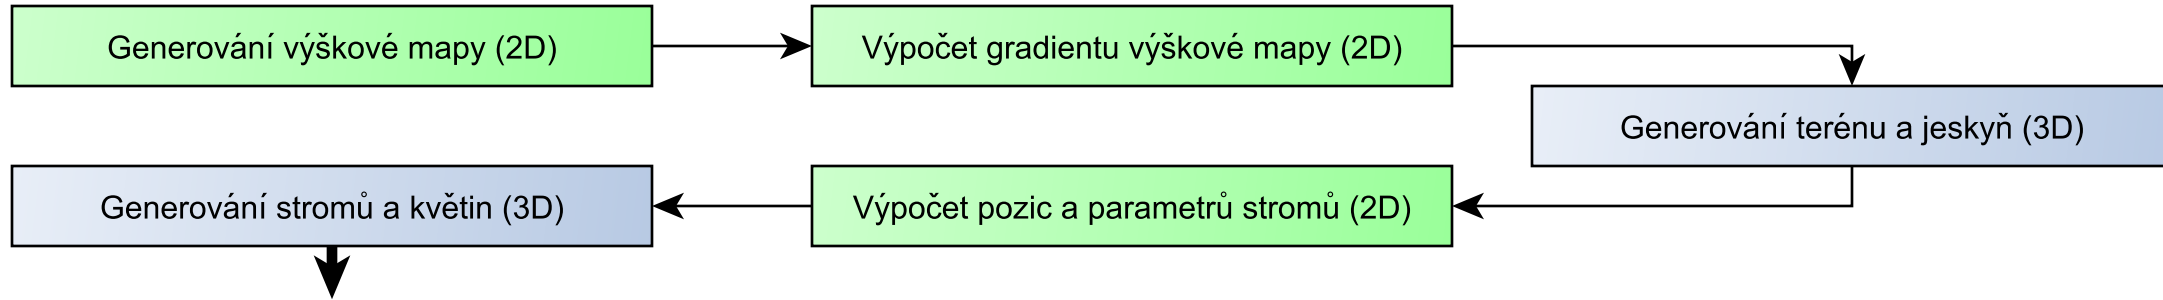 Generování výškové mapy (2D)
Výpočet gradientu výškové mapy (2D)
Generování terénu a jeskyň (3D)
Výpočet pozic a parametrů stromů (2D)
Generování stromů a květin (3D)